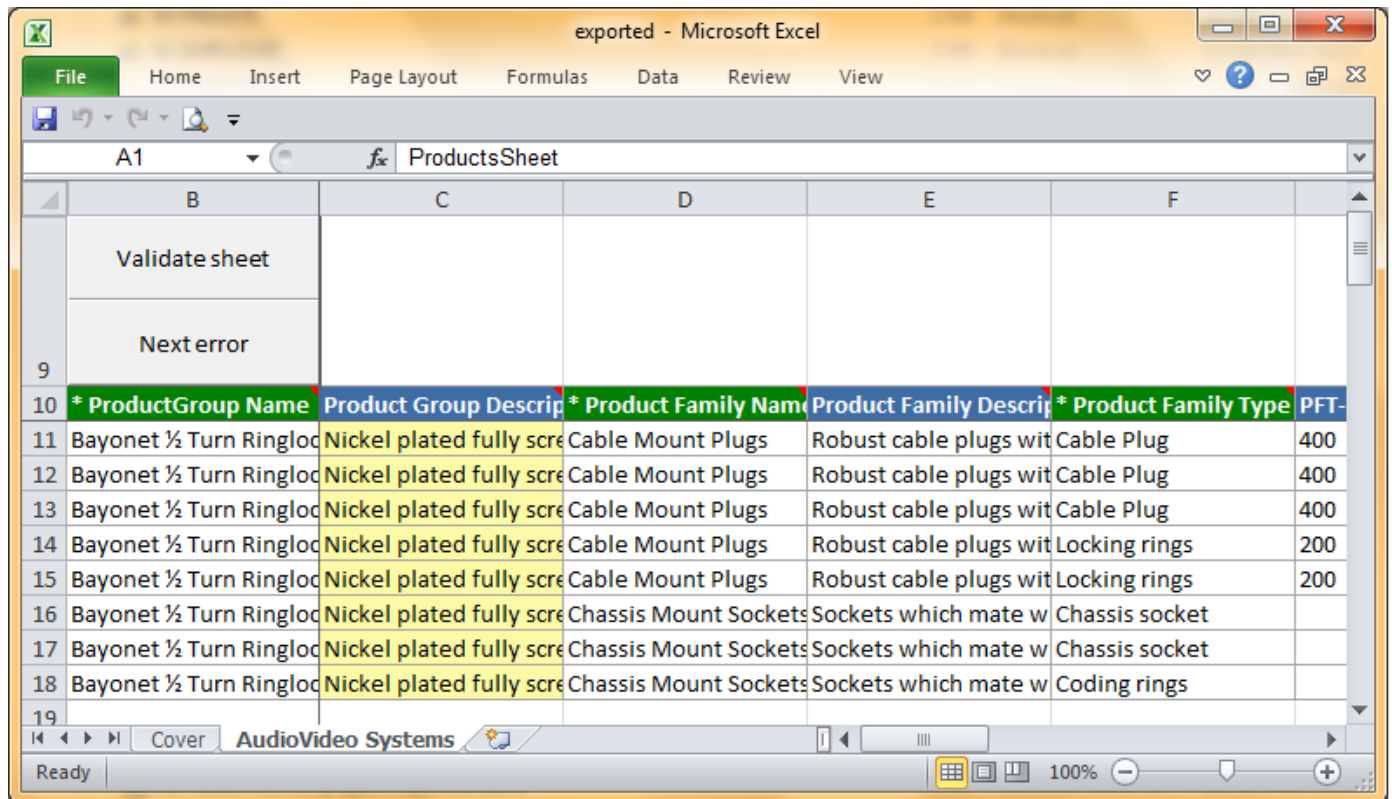 exported - Microsoft Excel
File Home Insert Page Layout Formulas Data Review View
A1 fx ProductsSheet
B C D E F
Validate sheet
Next error
9
10 * ProductGroup Name Product Group Descrip * Product Family Name Product Family Descrip * Product Family Type PFT-
11 Bayonet ½ Turn Ringloc Nickel plated fully scre Cable Mount Plugs Robust cable plugs wit Cable Plug 400
12 Bayonet ½ Turn Ringloc Nickel plated fully scre Cable Mount Plugs Robust cable plugs wit Cable Plug 400
13 Bayonet ½ Turn Ringloc Nickel plated fully scre Cable Mount Plugs Robust cable plugs wit Cable Plug 400
14 Bayonet ½ Turn Ringloc Nickel plated fully scre Cable Mount Plugs Robust cable plugs wit Locking rings 200
15 Bayonet ½ Turn Ringloc Nickel plated fully scre Cable Mount Plugs Robust cable plugs wit Locking rings 200
16 Bayonet ½ Turn Ringloc Nickel plated fully scre Chassis Mount Sockets Sockets which mate w Chassis socket
17 Bayonet ½ Turn Ringloc Nickel plated fully scre Chassis Mount Sockets Sockets which mate w Chassis socket
18 Bayonet ½ Turn Ringloc Nickel plated fully scre Chassis Mount Sockets Sockets which mate w Coding rings
19
Cover AudioVideo Systems
Ready 100%